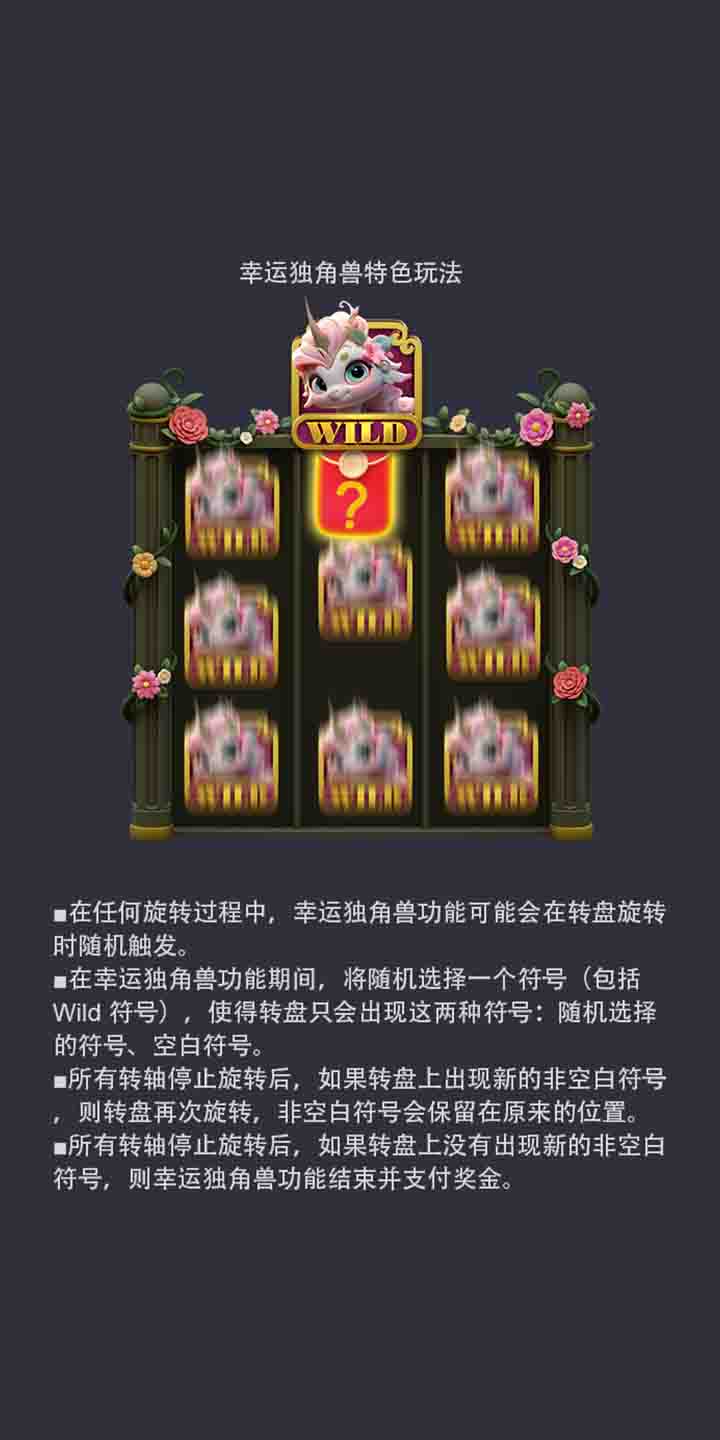 幸运独角兽特色玩法
WILD
?
WILD
WILD
WILD
WILD
WILD
WILD
WILD
WILD
■在任何旋转过程中，幸运独角兽功能可能会在转盘旋转
时随机触发。
■在幸运独角兽功能期间，将随机选择一个符号（包括
Wild 符号），使得转盘只会出现这两种符号：随机选择
的符号、空白符号。
■所有转轴停止旋转后，如果转盘上出现新的非空白符号
，则转盘再次旋转，非空白符号会保留在原来的位置。
■所有转轴停止旋转后，如果转盘上没有出现新的非空白
符号，则幸运独角兽功能结束并支付奖金。